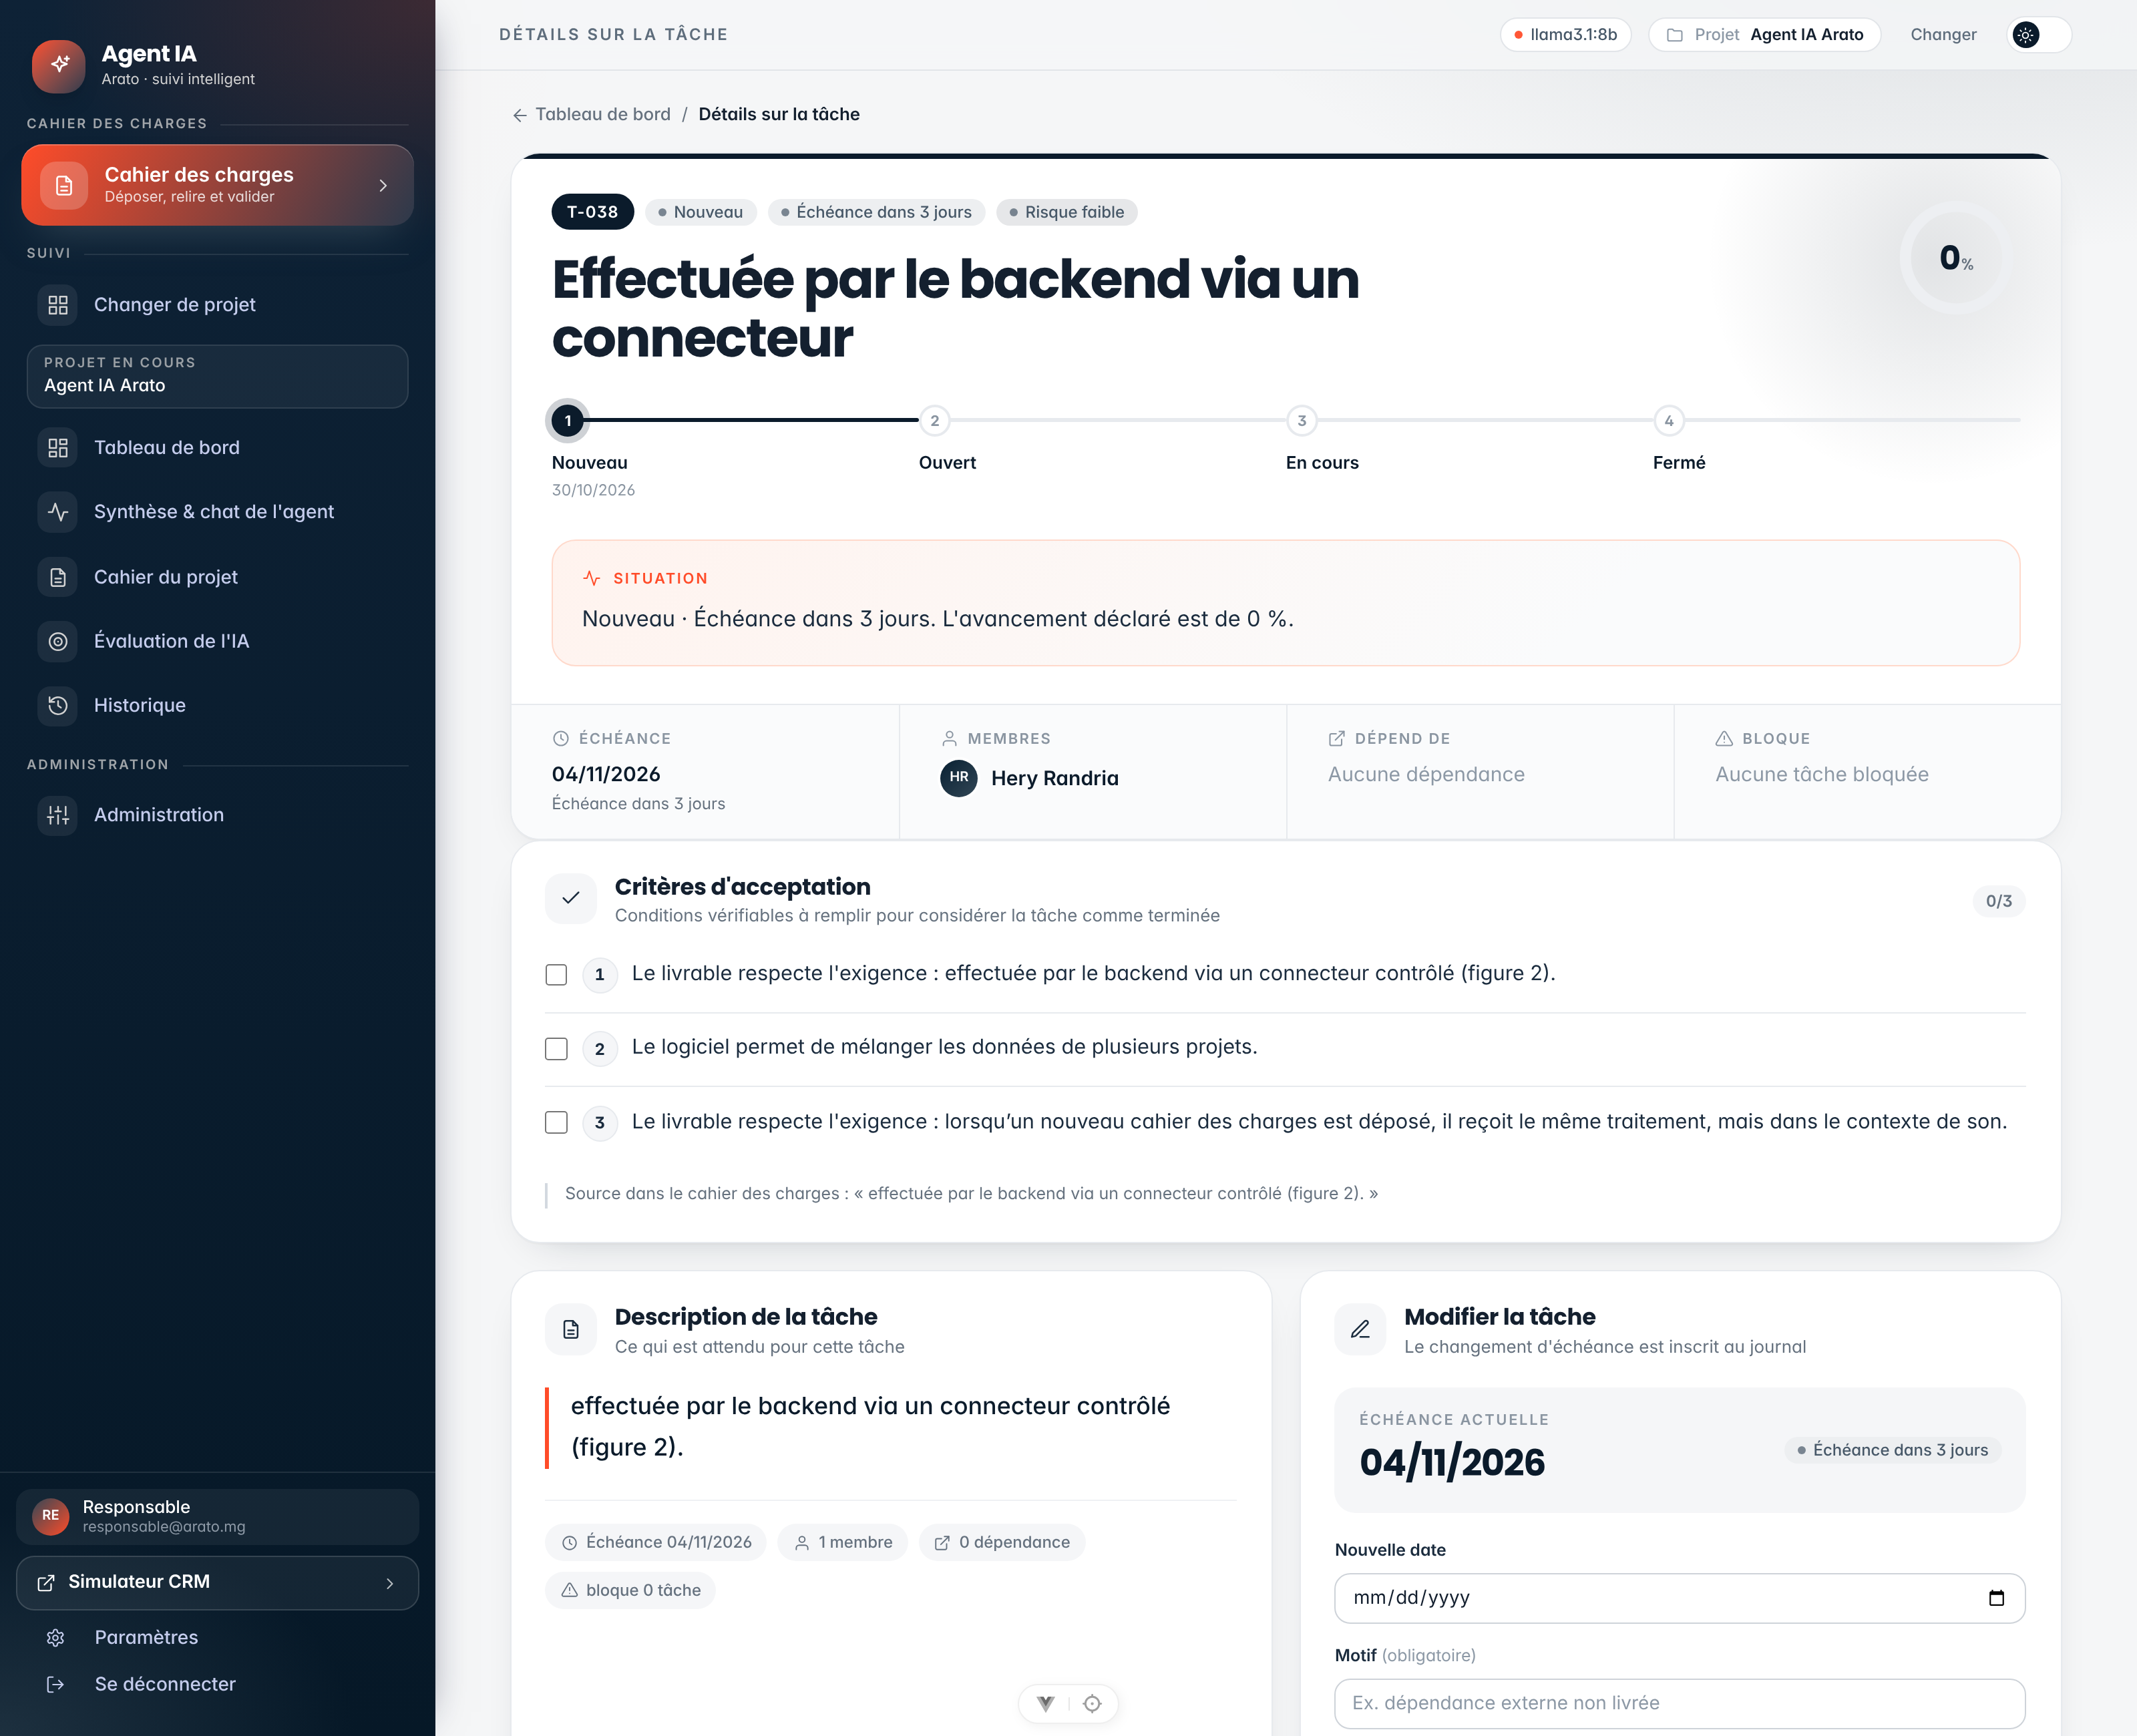 Agent IA
Arato · suivi intelligent
CAHIER DES CHARGES
Cahier des charges
Déposer, relire et valider
SUIVI
Changer de projet
PROJET EN COURS
Agent IA Arato
Tableau de bord
Synthèse & chat de l'agent
Cahier du projet
Évaluation de l'IA
Historique
ADMINISTRATION
Administration
RE
Responsable
responsable@arato.mg
Simulateur CRM
Paramètres
Se déconnecter
DÉTAILS SUR LA TÂCHE
llama3.1:8b
Projet Agent IA Arato
Changer
Tableau de bord / Détails sur la tâche
T-038
Nouveau
Échéance dans 3 jours
Risque faible
0%
Effectuée par le backend via un
connecteur
1
2
3
4
Nouveau
Ouvert
En cours
Fermé
30/10/2026
SITUATION
Nouveau · Échéance dans 3 jours. L'avancement déclaré est de 0 %.
ÉCHÉANCE
04/11/2026
Échéance dans 3 jours
MEMBRES
HR
Hery Randria
DÉPEND DE
Aucune dépendance
BLOQUE
Aucune tâche bloquée
Critères d'acceptation
Conditions vérifiables à remplir pour considérer la tâche comme terminée
0/3
1 Le livrable respecte l'exigence : effectuée par le backend via un connecteur contrôlé (figure 2).
2 Le logiciel permet de mélanger les données de plusieurs projets.
3 Le livrable respecte l'exigence : lorsqu’un nouveau cahier des charges est déposé, il reçoit le même traitement, mais dans le contexte de son.
Source dans le cahier des charges : « effectuée par le backend via un connecteur contrôlé (figure 2). »
Description de la tâche
Ce qui est attendu pour cette tâche
effectuée par le backend via un connecteur contrôlé
(figure 2).
Échéance 04/11/2026
1 membre
0 dépendance
bloque 0 tâche
Modifier la tâche
Le changement d'échéance est inscrit au journal
ÉCHÉANCE ACTUELLE
04/11/2026
Échéance dans 3 jours
Nouvelle date
mm/dd/yyyy
Motif (obligatoire)
Ex. dépendance externe non livrée